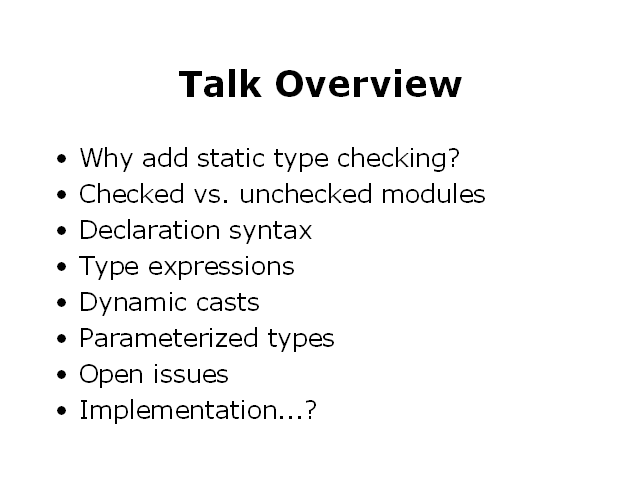 Talk Overview
• Why add static type checking?
• Checked vs. unchecked modules
• Declaration syntax
• Type expressions
• Dynamic casts
• Parameterized types
• Open issues
• Implementation...?